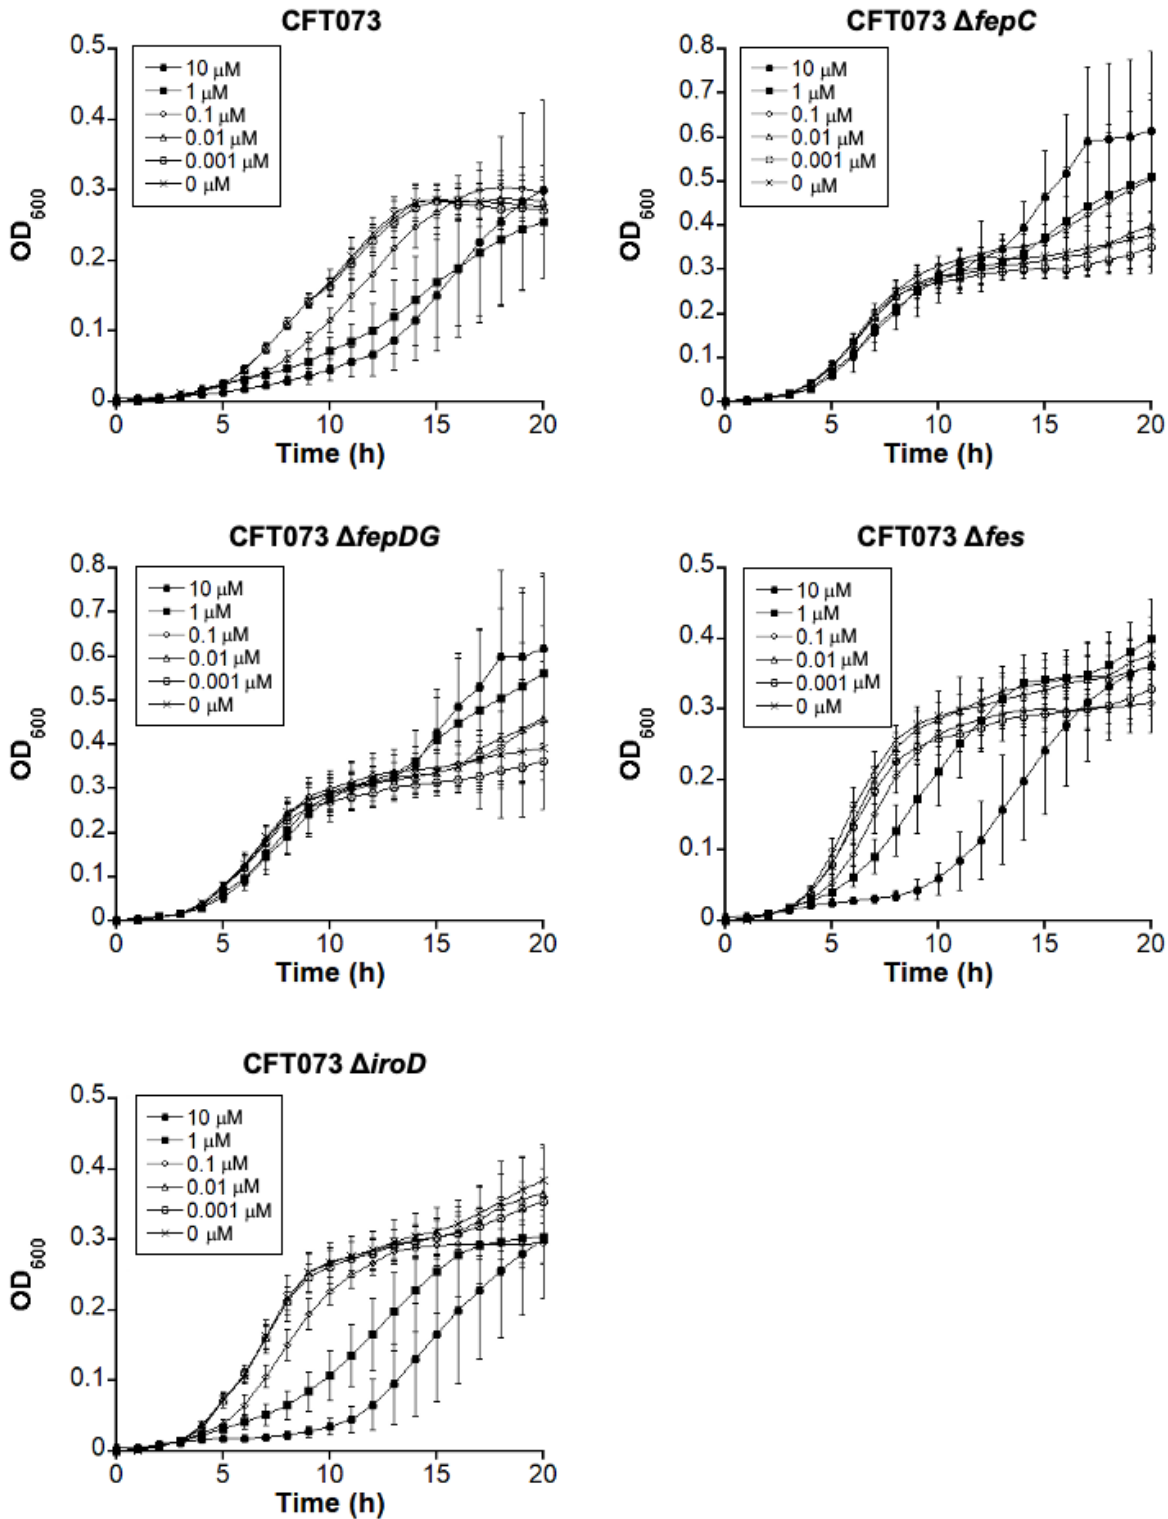 CFT073
0.5
0.4
0.3
0.2
0.1
0
OD600
10 µM
1 µM
0.1 µM
0.01 µM
0.001 µM
0 µM
0 5 10 15 20
Time (h)
CFT073 ΔfepC
0.8
0.7
0.6
0.5
0.4
0.3
0.2
0.1
0
OD600
10 µM
1 µM
0.1 µM
0.01 µM
0.001 µM
0 µM
0 5 10 15 20
Time (h)
CFT073 ΔfepDG
0.8
0.7
0.6
0.5
0.4
0.3
0.2
0.1
0
OD600
10 µM
1 µM
0.1 µM
0.01 µM
0.001 µM
0 µM
0 5 10 15 20
Time (h)
CFT073 Δfes
0.5
0.4
0.3
0.2
0.1
0
OD600
10 µM
1 µM
0.1 µM
0.01 µM
0.001 µM
0 µM
0 5 10 15 20
Time (h)
CFT073 ΔiroD
0.5
0.4
0.3
0.2
0.1
0
OD600
10 µM
1 µM
0.1 µM
0.01 µM
0.001 µM
0 µM
0 5 10 15 20
Time (h)